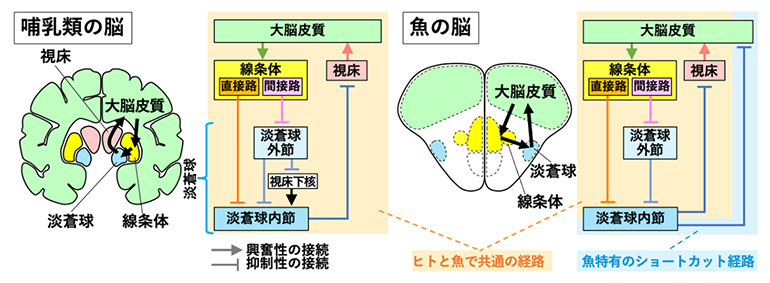 哺乳類の脳
視床
大脳皮質
淡蒼球
線条体
大脳皮質
線条体
直接路
間接路
視床
淡蒼球
淡蒼球
外節
視床下核
淡蒼球内節
興奮性の接続
抑制性の接続
魚の脳
大脳皮質
淡蒼球
線条体
大脳皮質
線条体
直接路
間接路
視床
淡蒼球
外節
淡蒼球内節
ヒトと魚で共通の経路
魚特有のショートカット経路